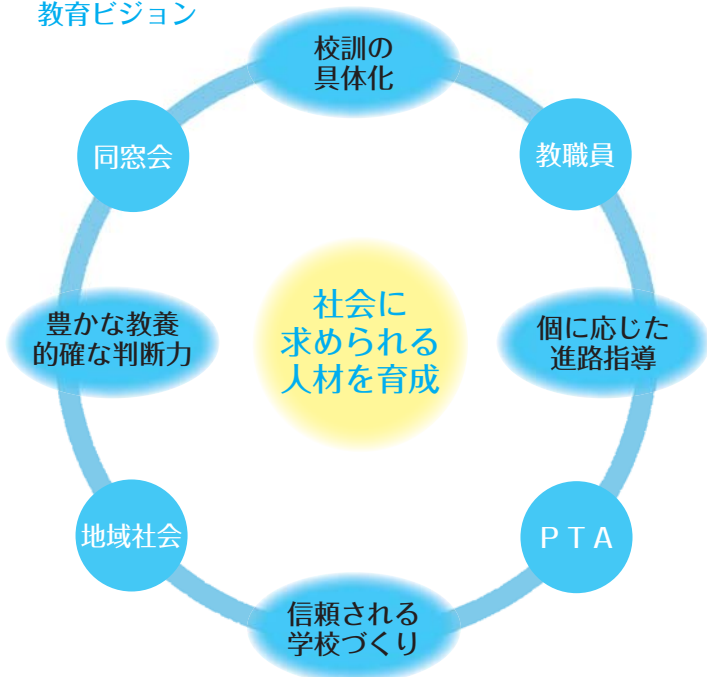 教育ビジョン
校訓の
具体化
同窓会
教職員
豊かな教養
的確な判断力
社会に
求められる
人材を育成
個に応じた
進路指導
地域社会
ＰＴＡ
信頼される
学校づくり